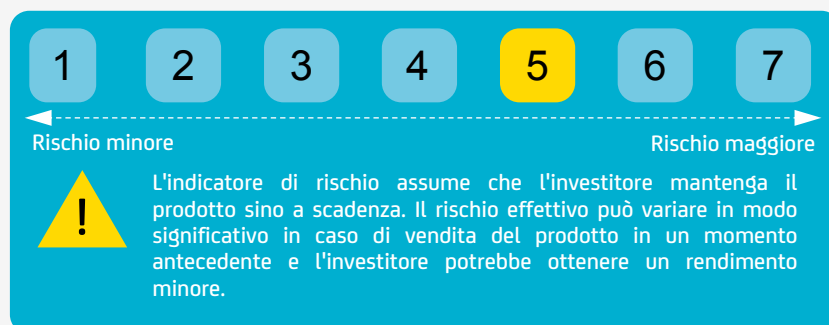 1 2 3 4 5 6 7
Rischio minore Rischio maggiore
!
L'indicatore di rischio assume che l'investitore mantenga il
prodotto sino a scadenza. Il rischio effettivo può variare in modo
significativo in caso di vendita del prodotto in un momento
antecedente e l'investitore potrebbe ottenere un rendimento
minore.